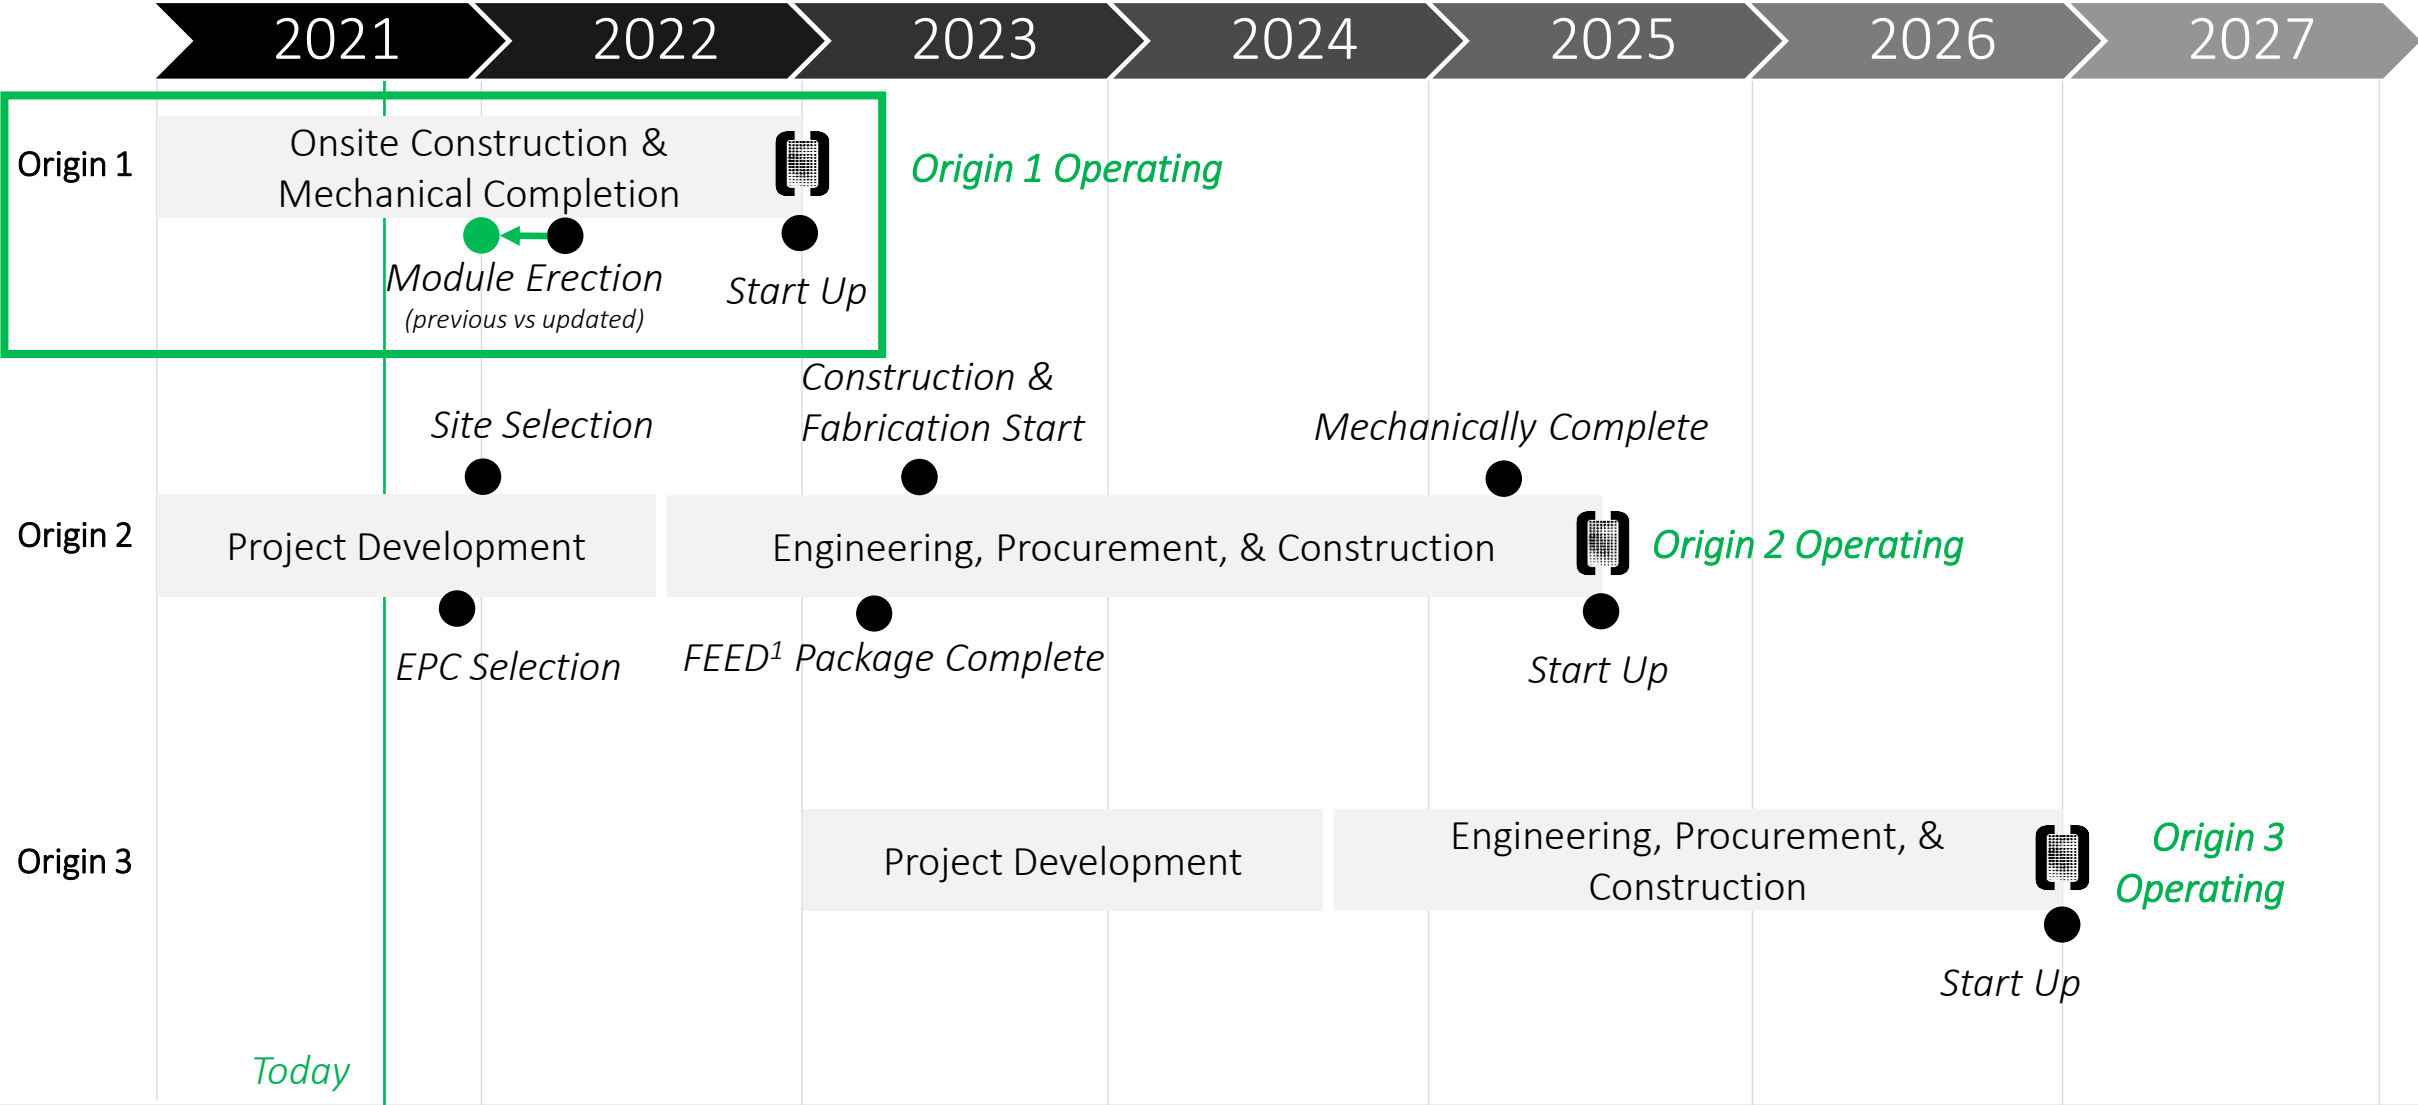 2021 2022 2023 2024 2025 2026 2027
Origin 1
Onsite Construction &
Mechanical Completion
Origin 1 Operating
Module Erection
(previous vs updated)
Start Up
Site Selection
Construction &
Fabrication Start
Mechanically Complete
Origin 2
Project Development
Engineering, Procurement, & Construction
Origin 2 Operating
EPC Selection
FEED¹ Package Complete
Start Up
Origin 3
Project Development
Engineering, Procurement, &
Construction
Origin 3
Operating
Start Up
Today